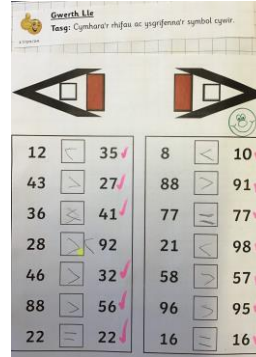 Gwerth Lle
Tasg: Cymhara'r rhifau ac ysgrifenna'r symbol cywir.
12 < 35 8 < 10
43 > 27 88 > 91
36 41 77 = 77
28 > < 92 21 < 98
46 > 32 58 > 57
88 > 56 96 > 95
22 = 22 16 = 16